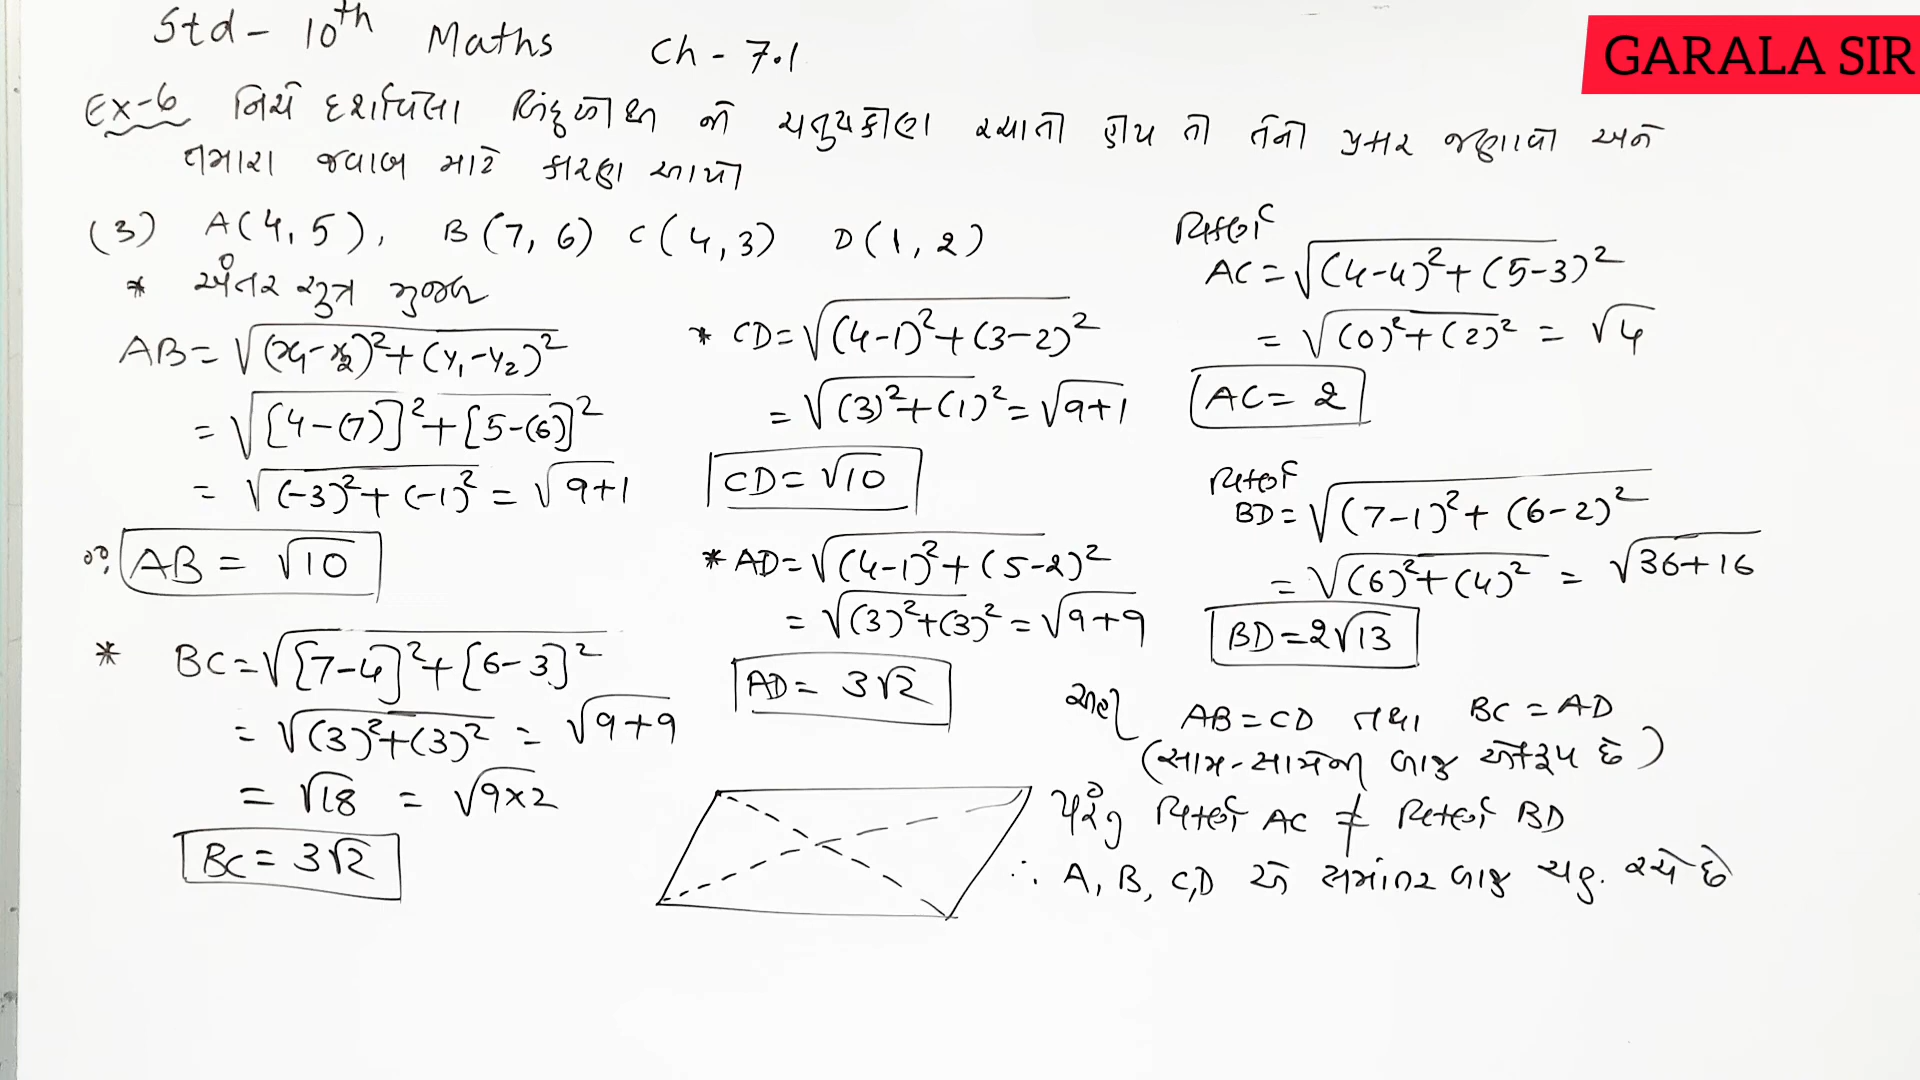 Std - 10th Maths Ch - 7.1
GARALA SIR
Ex-6 નિચે દર્શાવેલા બિંદુઓથી જો ચતુષ્કોણ રચાતો હોય તો તેનો પ્રકાર જણાવો અને
તમારા જવાબ માટે કારણ આપો
(3) A(4,5), B(7,6) C(4,3) D(1,2)
* અંતર સૂત્ર મુજબ
AB = √(x₁-x₂)²+(y₁-y₂)²
= √[4-(7)]²+[5-(6)]²
= √(-3)²+(-1)² = √9+1
∴ AB = √10
* BC = √[7-4]²+[6-3]²
= √(3)²+(3)² = √9+9
= √18 = √9×2
BC = 3√2
* CD = √(4-1)²+(3-2)²
= √(3)²+(1)² = √9+1
CD = √10
* AD = √(4-1)²+(5-2)²
= √(3)²+(3)² = √9+9
AD = 3√2
વિકર્ણ
AC = √(4-4)²+(5-3)²
= √(0)²+(2)² = √4
AC = 2
વિકર્ણ
BD = √(7-1)²+(6-2)²
= √(6)²+(4)² = √36+16
BD = 2√13
અહીં AB = CD તથા BC = AD
(સામ-સામેની બાજુ એકરૂપ છે)
પરંતુ વિકર્ણ AC ≠ વિકર્ણ BD
∴ A, B, C, D એ સમાંતર બાજુ ચતુ. રચે છે